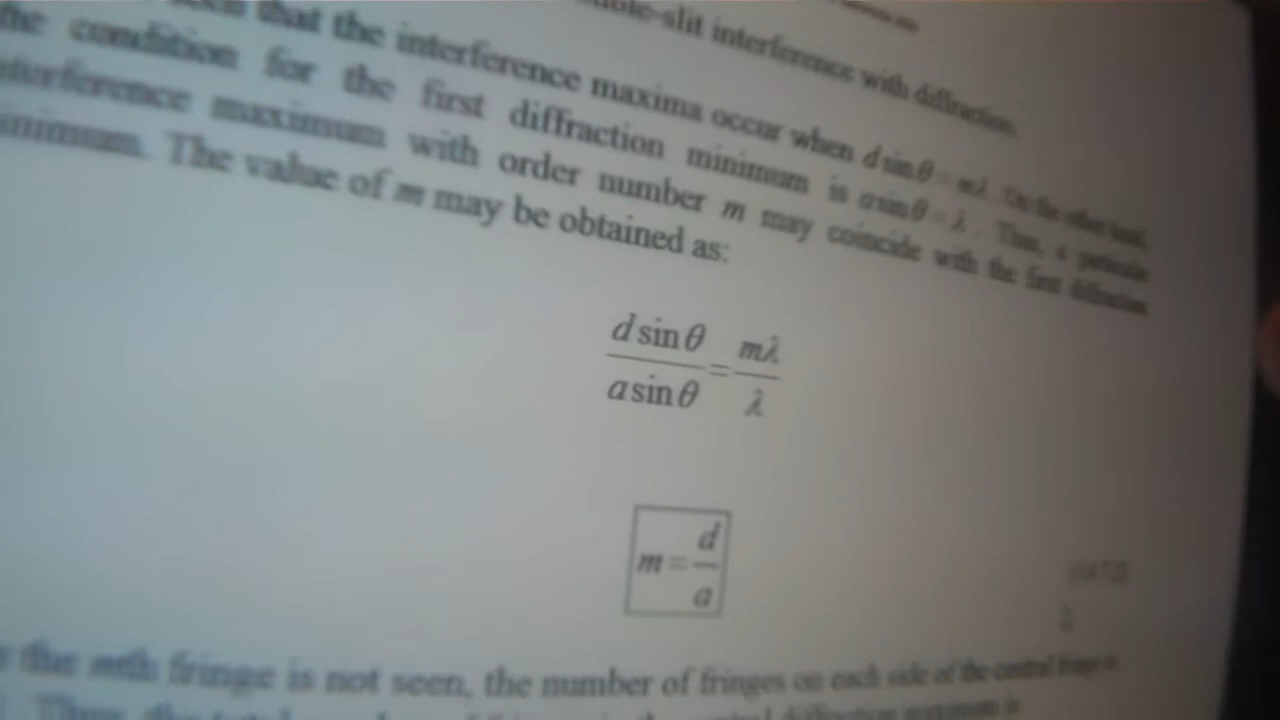 slit interference with diffraction.
that the interference maxima occur when d sin θ = mλ. On the other hand,
the condition for the first diffraction minimum is a sin θ = λ. Thus, a particular
interference maximum with order number m may coincide with the first diffraction
minimum. The value of m may be obtained as:
d sin θ / a sin θ = mλ / λ
m = d / a
the mth fringe is not seen, the number of fringes on each side of the central fringe is
diffraction maximum is